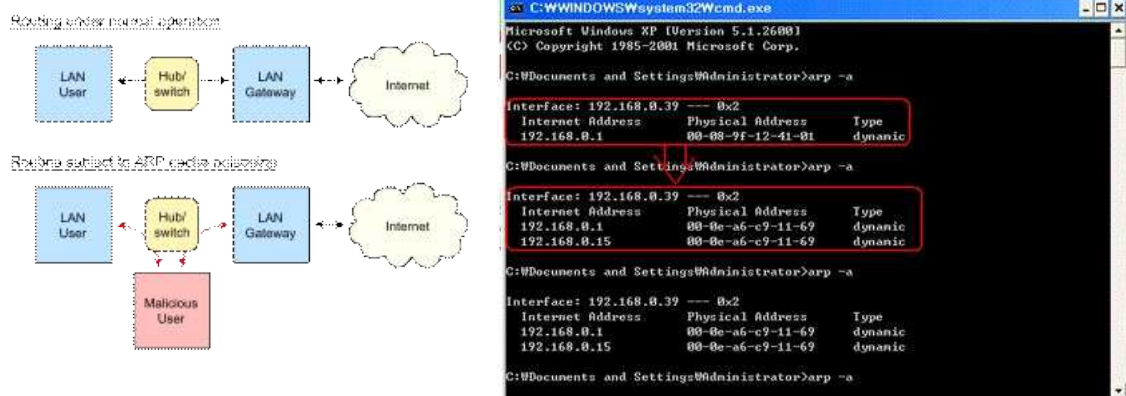 Routing under normal operation
LAN
User
Hub/
switch
LAN
Gateway
Internet
Routing subject to ARP cache poisoning
LAN
User
Hub/
switch
LAN
Gateway
Internet
Malicious
User
C:₩WINDOWS₩system32₩cmd.exe
Microsoft Windows XP [Version 5.1.2600]
(C) Copyright 1985-2001 Microsoft Corp.
C:₩Documents and Settings₩Administrator>arp -a
Interface: 192.168.0.39 --- 0x2
Internet Address Physical Address Type
192.168.0.1 00-08-9f-12-41-01 dynamic
C:₩Documents and Settings₩Administrator>arp -a
Interface: 192.168.0.39 --- 0x2
Internet Address Physical Address Type
192.168.0.1 00-0e-a6-c9-11-69 dynamic
192.168.0.15 00-0e-a6-c9-11-69 dynamic
C:₩Documents and Settings₩Administrator>arp -a
Interface: 192.168.0.39 --- 0x2
Internet Address Physical Address Type
192.168.0.1 00-0e-a6-c9-11-69 dynamic
192.168.0.15 00-0e-a6-c9-11-69 dynamic
C:₩Documents and Settings₩Administrator>arp -a